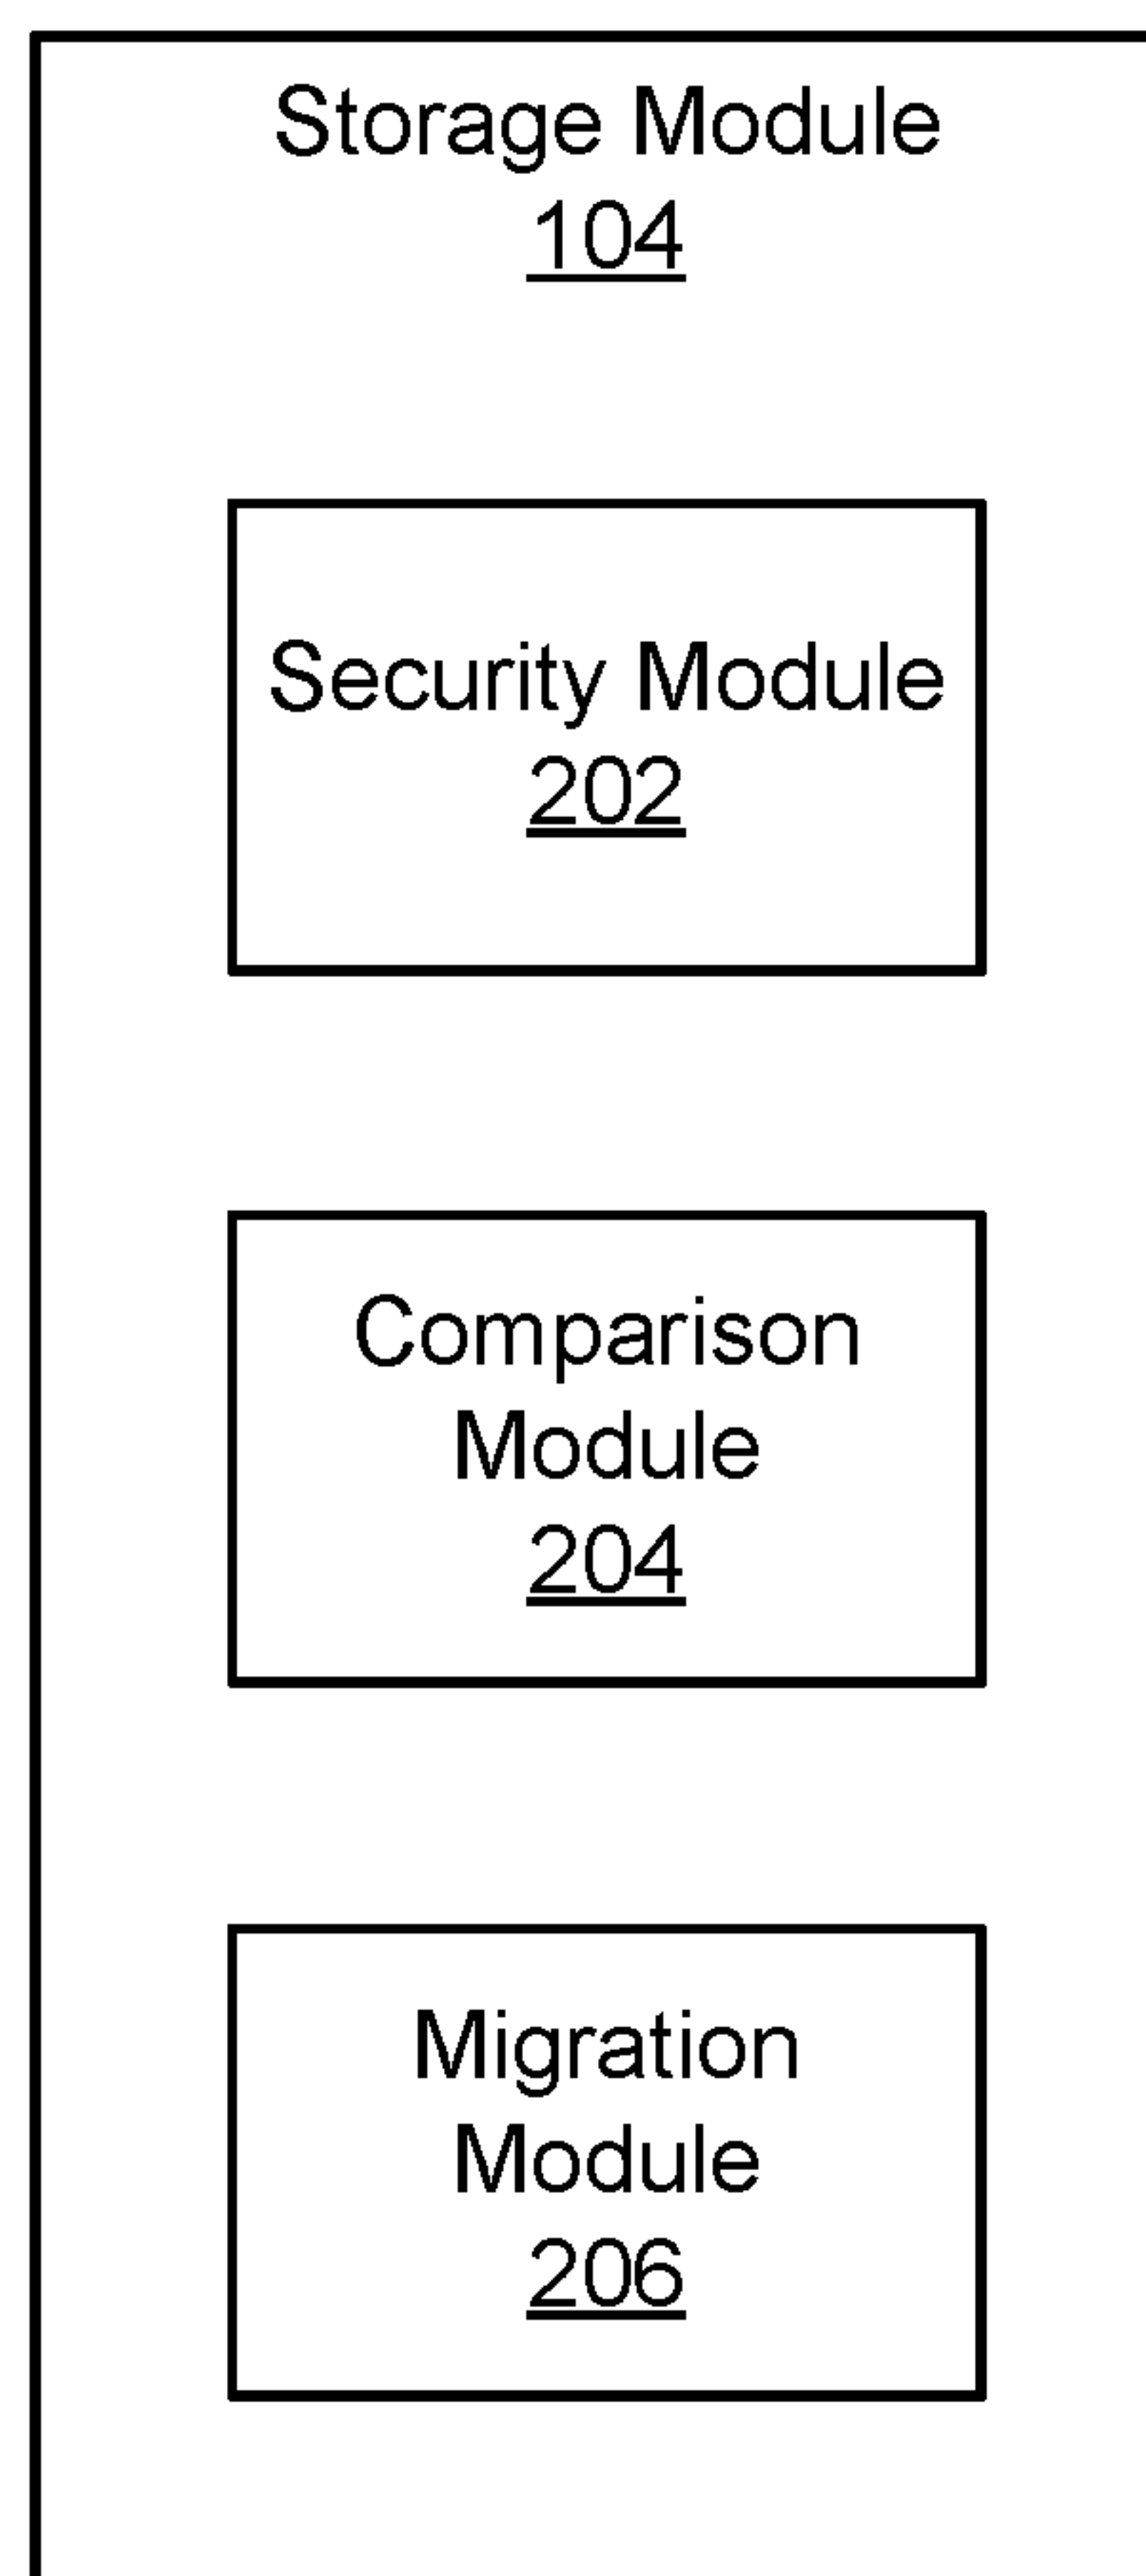 Storage Module
104
Security Module
202
Comparison
Module
204
Migration
Module
206